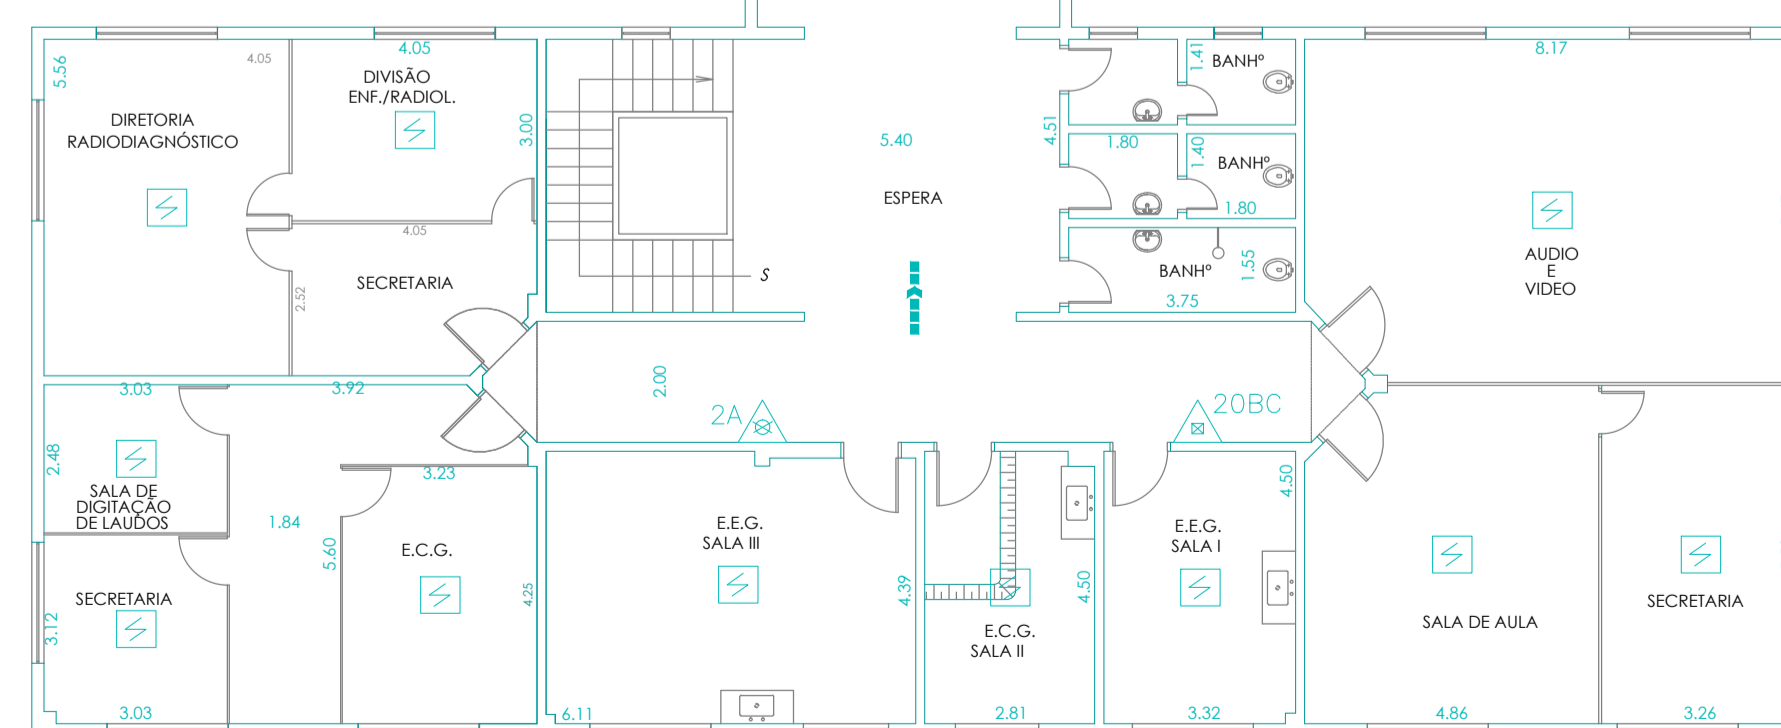 5.56
4.05
4.05
DIVISÃO
ENF./RADIOL.
DIRETORIA
RADIODIAGNÓSTICO
3.00
4.05
SECRETARIA
2.52
S
5.40
ESPERA
4.51
1.41
BANHº
1.80
1.40
BANHº
1.80
BANHº
1.55
3.75
8.17
AUDIO
E
VIDEO
3.03
3.92
2.00
2A
20BC
2.48
SALA DE
DIGITAÇÃO
DE LAUDOS
1.84
3.23
5.60
E.C.G.
4.25
SECRETARIA
3.12
3.03
E.E.G.
SALA III
4.39
6.11
E.C.G.
SALA II
4.50
2.81
E.E.G.
SALA I
4.50
3.32
SALA DE AULA
4.86
SECRETARIA
3.26